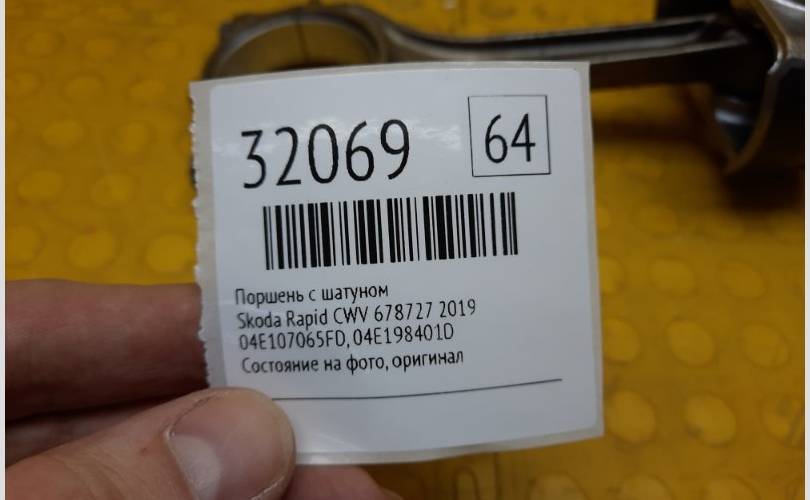 32069
64
Поршень с шатуном
Skoda Rapid CWV 678727 2019
04E107065FD, 04E198401D
Состояние на фото, оригинал